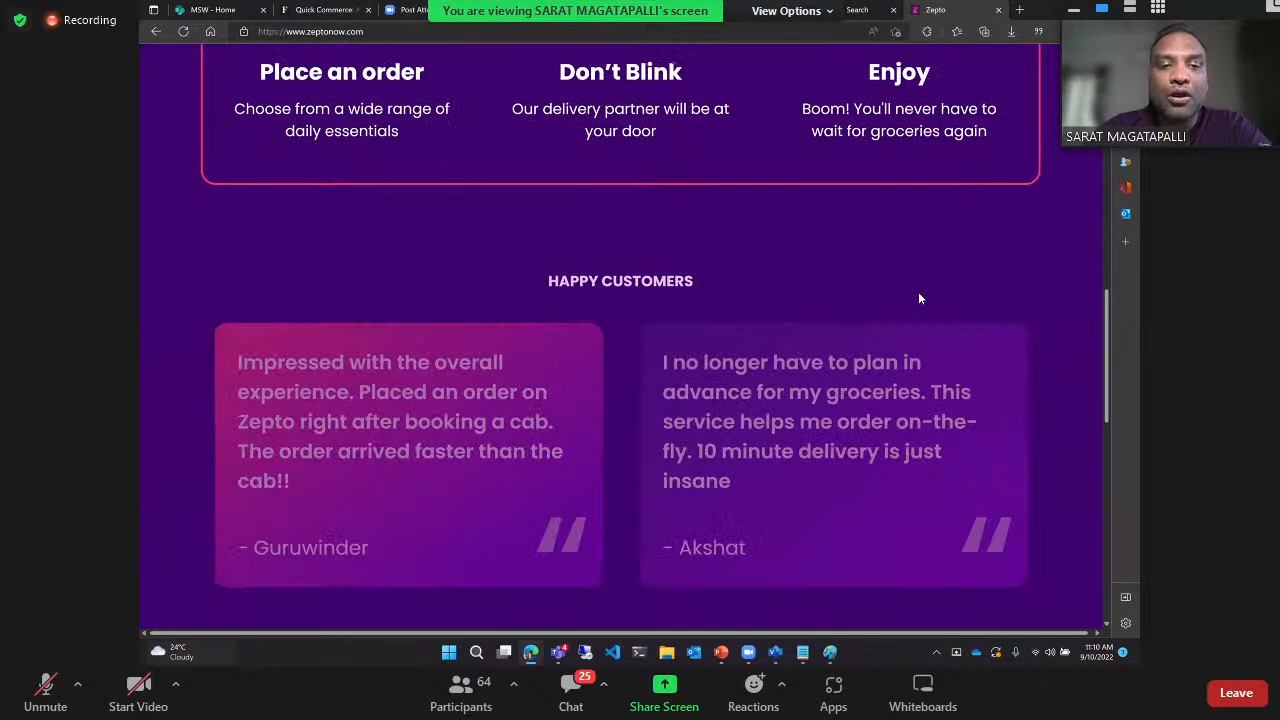 Recording
MSW - Home
Quick Commerce: A
Post Atte
You are viewing SARAT MAGATAPALLI's screen
View Options
Search
Zepto
https://www.zeptonow.com
SARAT MAGATAPALLI
Place an order
Choose from a wide range of
daily essentials
Don't Blink
Our delivery partner will be at
your door
Enjoy
Boom! You'll never have to
wait for groceries again
HAPPY CUSTOMERS
Impressed with the overall
experience. Placed an order on
Zepto right after booking a cab.
The order arrived faster than the
cab!!
- Guruwinder
I no longer have to plan in
advance for my groceries. This
service helps me order on-the-
fly. 10 minute delivery is just
insane
- Akshat
24°C
Cloudy
11:10 AM
9/10/2022
Unmute
Start Video
64
Participants
25
Chat
Share Screen
Reactions
Apps
Whiteboards
Leave